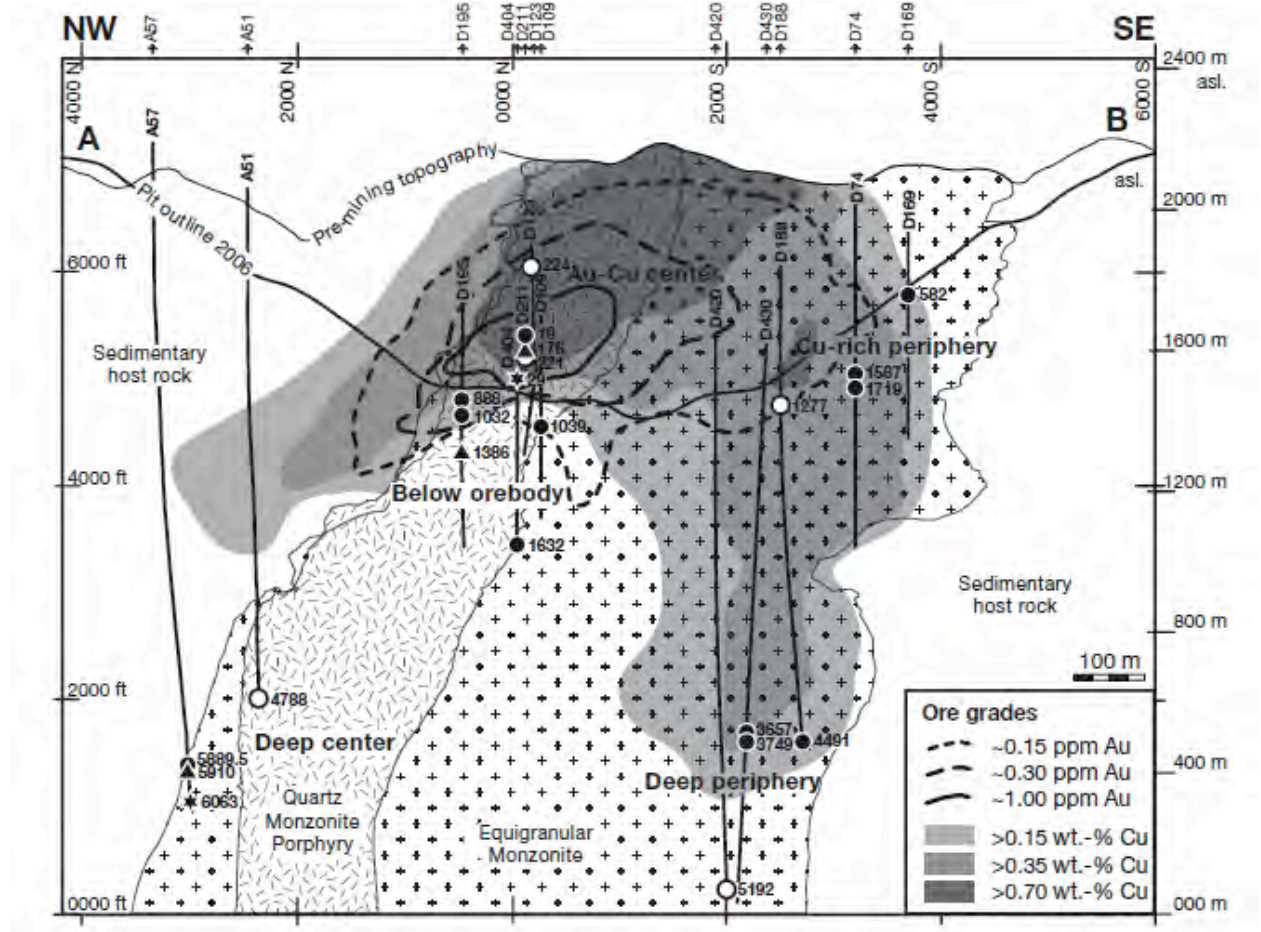 NW
SE
A57
A51
D195
D404
D211
D123
D109
D420
D430
D188
D74
D169
4000 N
2000 N
0000 N
2000 S
4000 S
6000 S
2400 m
asl.
A
B
A57
A51
Pre-mining topography
Pit outline 2006
asl.
2000 m
D74
D169
D188
D195
D211
D109
D420
D430
224
Au-Cu center
6000 ft
582
19
176
221
29
Cu-rich periphery
1600 m
Sedimentary
host rock
1587
1719
888
1032
1277
1039
1386
4000 ft
Below orebody
1200 m
1632
Sedimentary
host rock
800 m
100 m
2000 ft
4788
Deep center
3657
3749
4491
5889.5
5910
6063
Deep periphery
400 m
Quartz
Monzonite
Porphyry
Equigranular
Monzonite
5192
0000 ft
000 m
Ore grades
~0.15 ppm Au
~0.30 ppm Au
~1.00 ppm Au
>0.15 wt.-% Cu
>0.35 wt.-% Cu
>0.70 wt.-% Cu